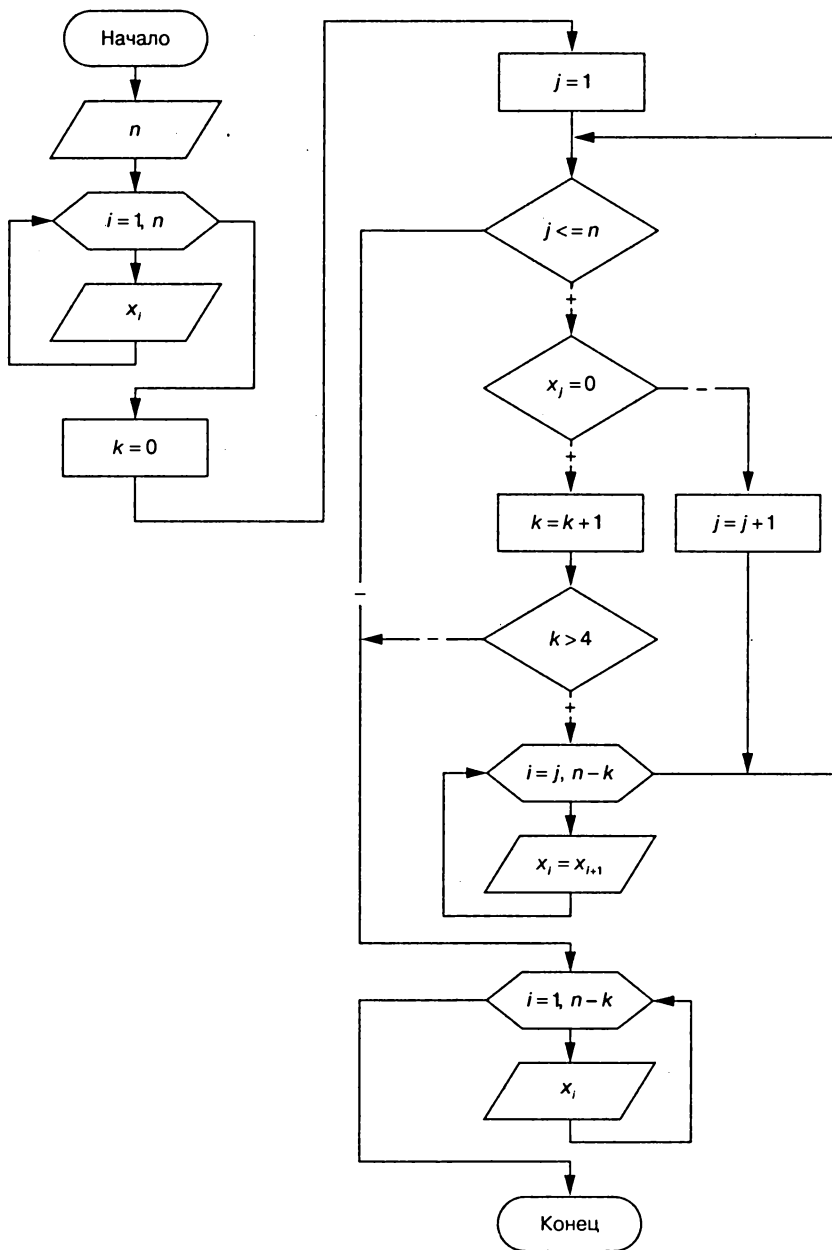 Начало
n
i = 1, n
x_i
k = 0
j = 1
j <= n
+
x_j = 0
–
+
k = k + 1
j = j + 1
–
k > 4
–
+
i = j, n – k
x_i = x_{i+1}
i = 1, n – k
x_i
Конец